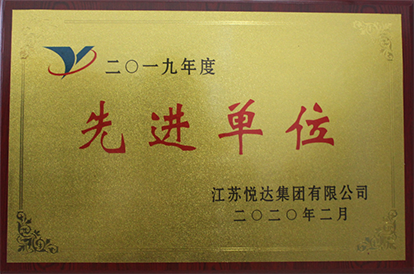 二〇一九年度
先进单位
江苏悦达集团有限公司
二〇二〇年二月